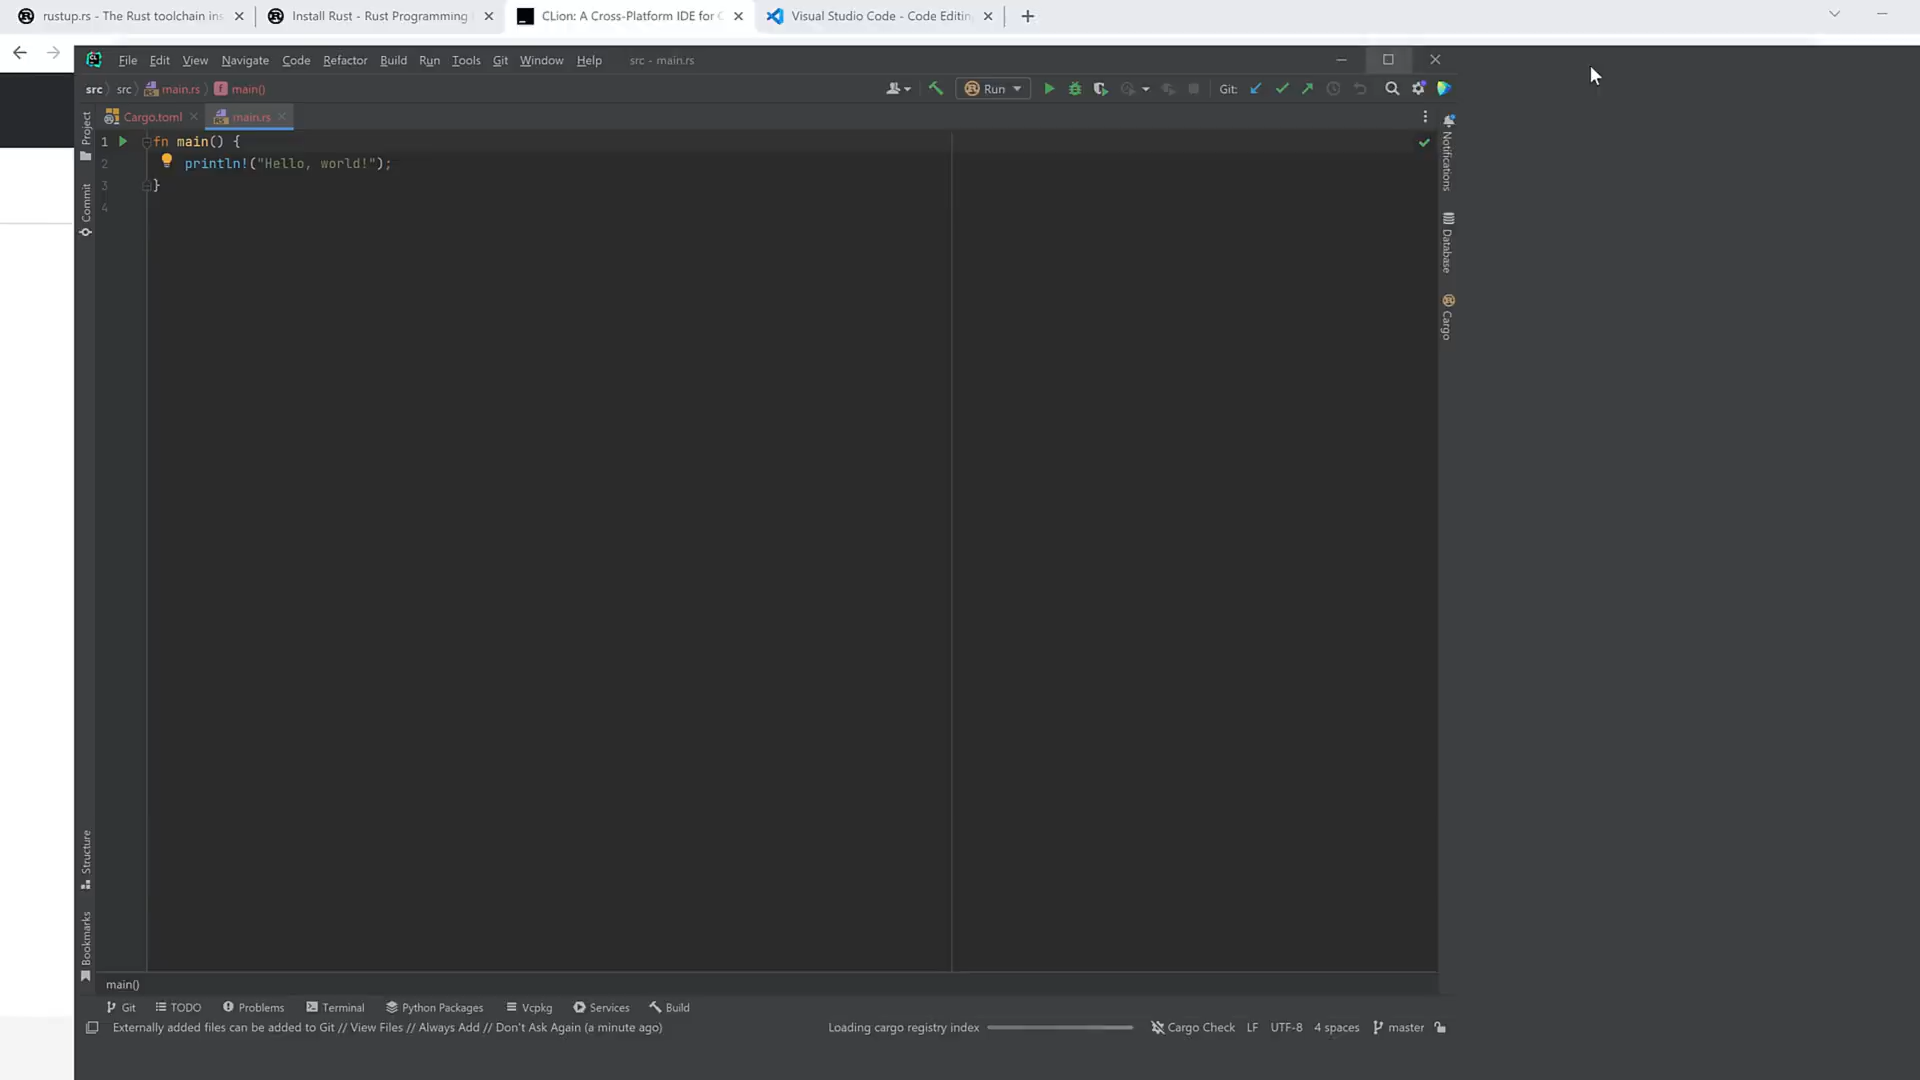 rustup.rs - The Rust toolchain ins
Install Rust - Rust Programming
CLion: A Cross-Platform IDE for C
Visual Studio Code - Code Editin
File Edit View Navigate Code Refactor Build Run Tools Git Window Help src - main.rs
src src main.rs main() Run Git:
Cargo.toml main.rs
Project
Commit
Structure
Bookmarks
1 fn main() {
2 println!("Hello, world!");
3 }
4
Notifications
Database
Cargo
main()
Git TODO Problems Terminal Python Packages Vcpkg Services Build
Externally added files can be added to Git // View Files // Always Add // Don't Ask Again (a minute ago) Loading cargo registry index Cargo Check LF UTF-8 4 spaces master